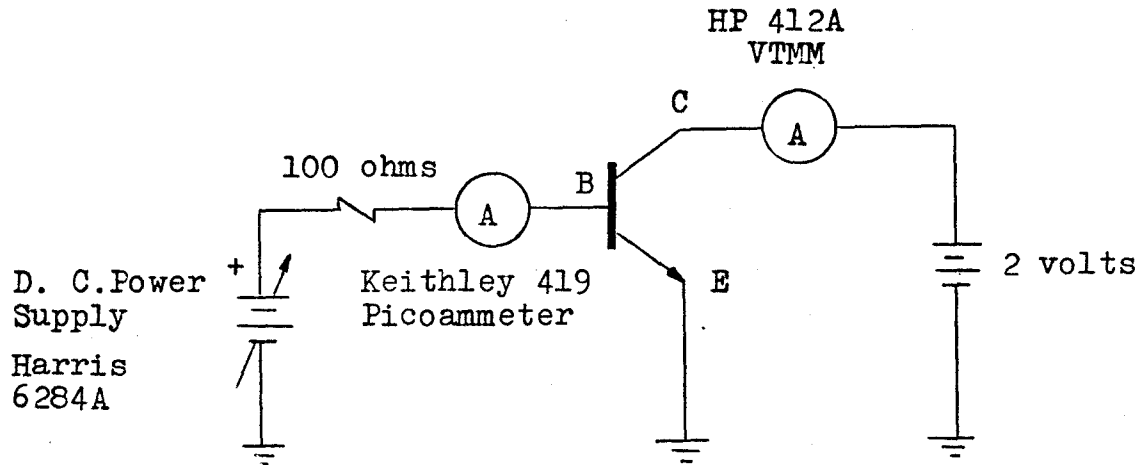 HP 412A
VTMM
C
A
100 ohms
B
A
+
D. C.Power
Supply
Harris
6284A
Keithley 419
Picoammeter
E
2 volts